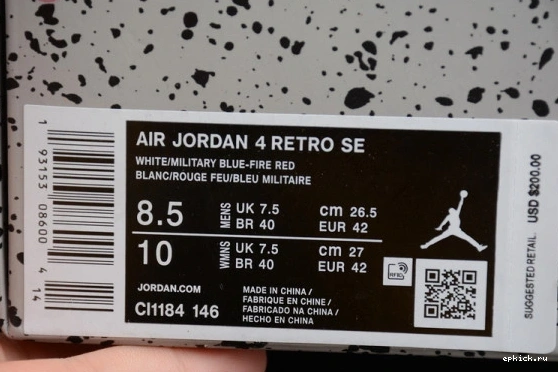 AIR JORDAN 4 RETRO SE
WHITE/MILITARY BLUE-FIRE RED
BLANC/ROUGE FEU/BLEU MILITAIRE
8.5 MENS UK 7.5 cm 26.5
BR 40 EUR 42
10 WMNS UK 7.5 cm 27
BR 40 EUR 42
JORDAN.COM
CI1184 146
MADE IN CHINA /
FABRIQUE EN CHINE /
FABRICADO NA CHINA /
HECHO EN CHINA
RFID
SUGGESTED RETAIL USD $200.00
1 93153 08600 4 14
epkick.ru